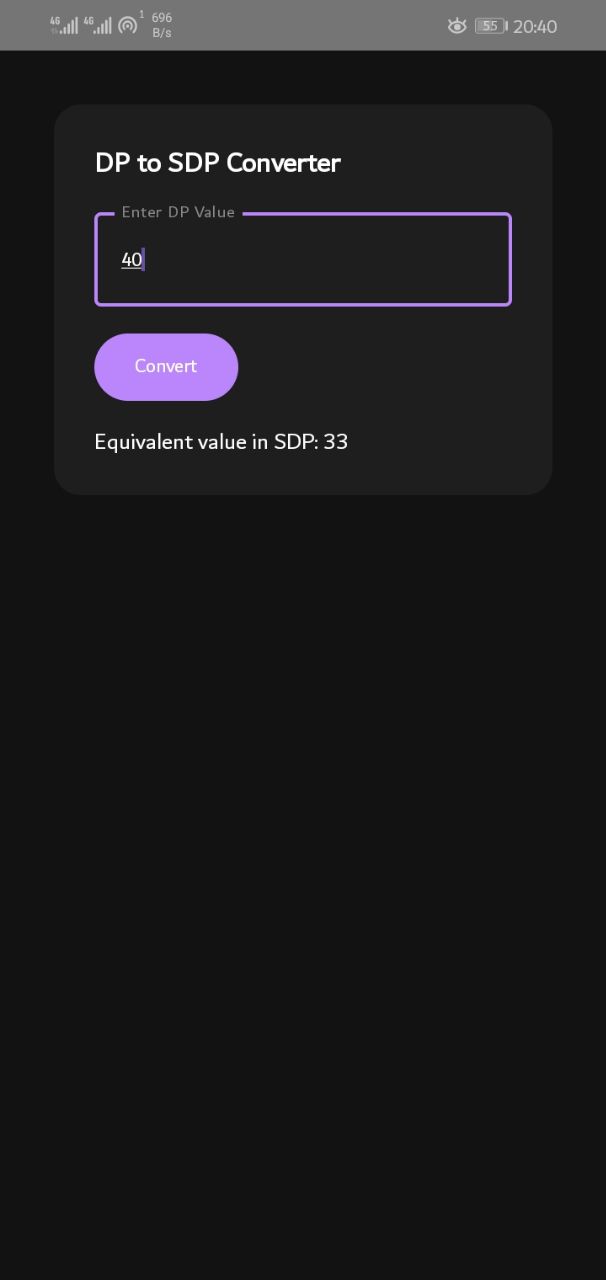 4G 4G 1 696 B/s 55 20:40
DP to SDP Converter
Enter DP Value
40
Convert
Equivalent value in SDP: 33